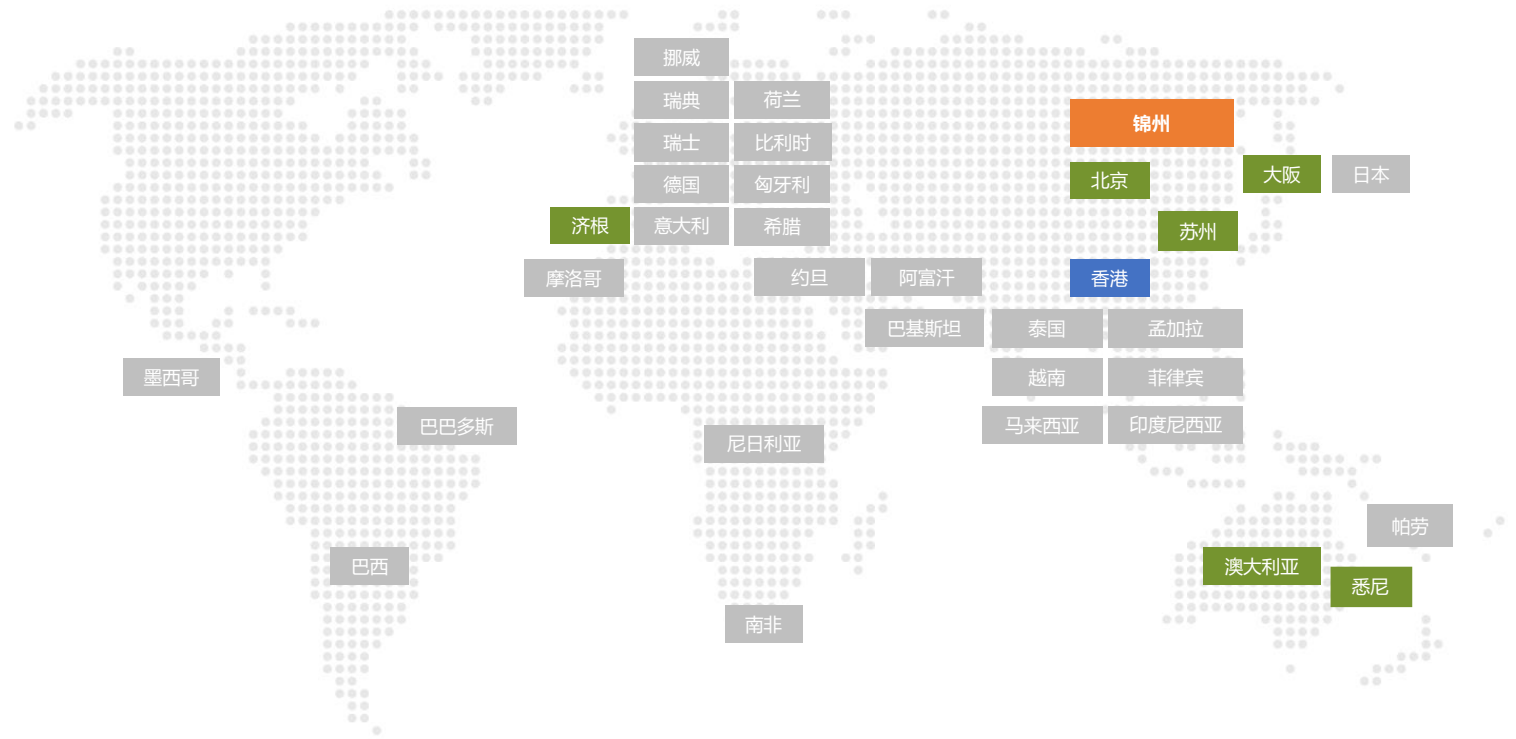 挪威
瑞典
荷兰
锦州
瑞士
比利时
大阪
日本
北京
德国
匈牙利
济根
意大利
希腊
苏州
摩洛哥
约旦
阿富汗
香港
巴基斯坦
泰国
孟加拉
墨西哥
越南
菲律宾
巴巴多斯
马来西亚
印度尼西亚
尼日利亚
帕劳
巴西
澳大利亚
悉尼
南非